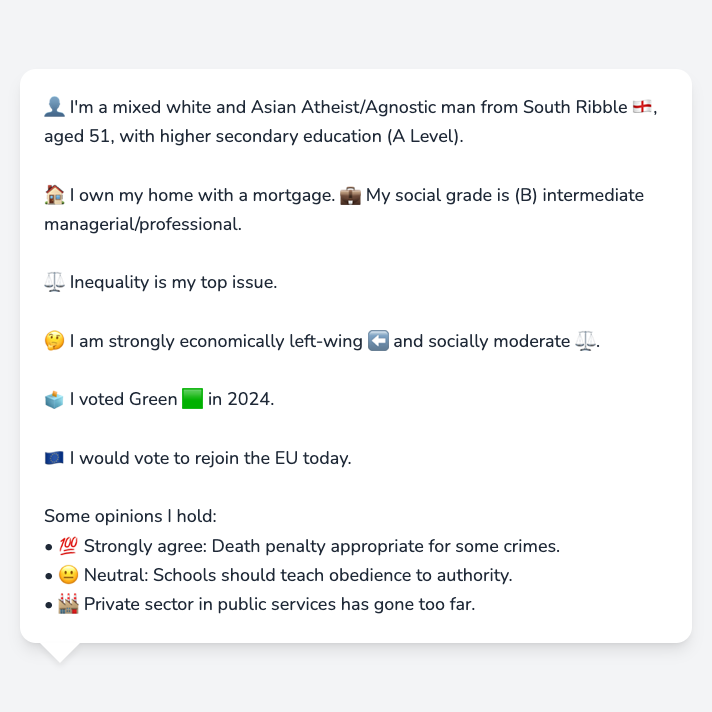 👤 I'm a mixed white and Asian Atheist/Agnostic man from South Ribble 🏴󠁧󠁢󠁥󠁮󠁧󠁿,
aged 51, with higher secondary education (A Level).
🏠 I own my home with a mortgage. 💼 My social grade is (B) intermediate
managerial/professional.
⚖️ Inequality is my top issue.
🤔 I am strongly economically left-wing ⬅️ and socially moderate ⚖️.
🗳️ I voted Green 🟩 in 2024.
🇪🇺 I would vote to rejoin the EU today.
Some opinions I hold:
• 💯 Strongly agree: Death penalty appropriate for some crimes.
• 😐 Neutral: Schools should teach obedience to authority.
• 🏭 Private sector in public services has gone too far.